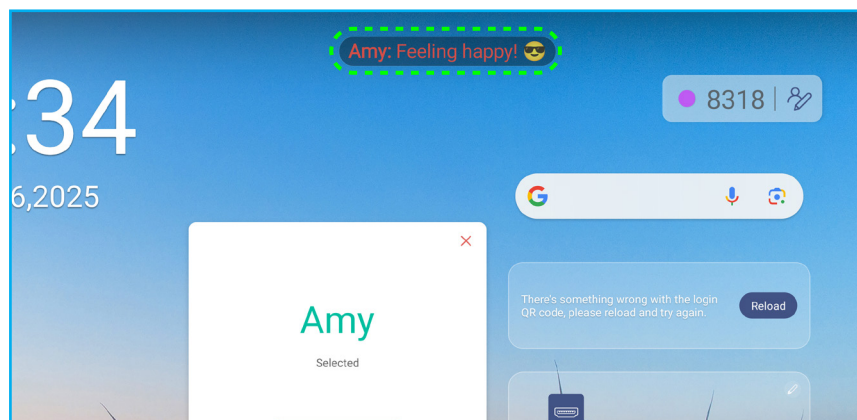 Amy: Feeling happy! 😎
:34
8318
6,2025
Amy
Selected
There's something wrong with the login
QR code, please reload and try again.
Reload